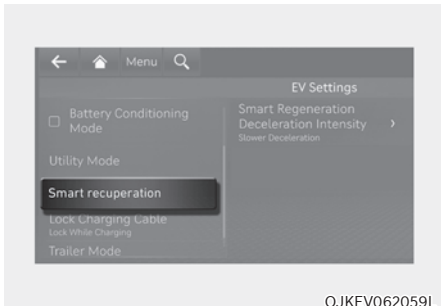 Menu
EV Settings
Battery Conditioning
Mode
Utility Mode
Smart recuperation
Lock Charging Cable
Lock While Charging
Trailer Mode
Smart Regeneration
Deceleration Intensity
Slower Deceleration
OJKEV062059L